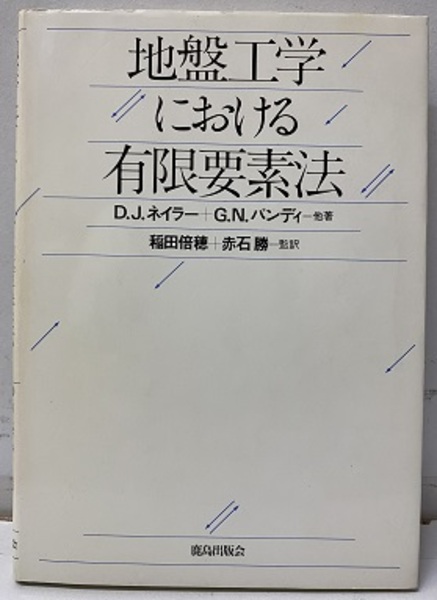 地盤工学
における
有限要素法
D.J.ネイラー+G.N.パンディ—他著
稲田倍穂+赤石 勝—監訳
鹿島出版会